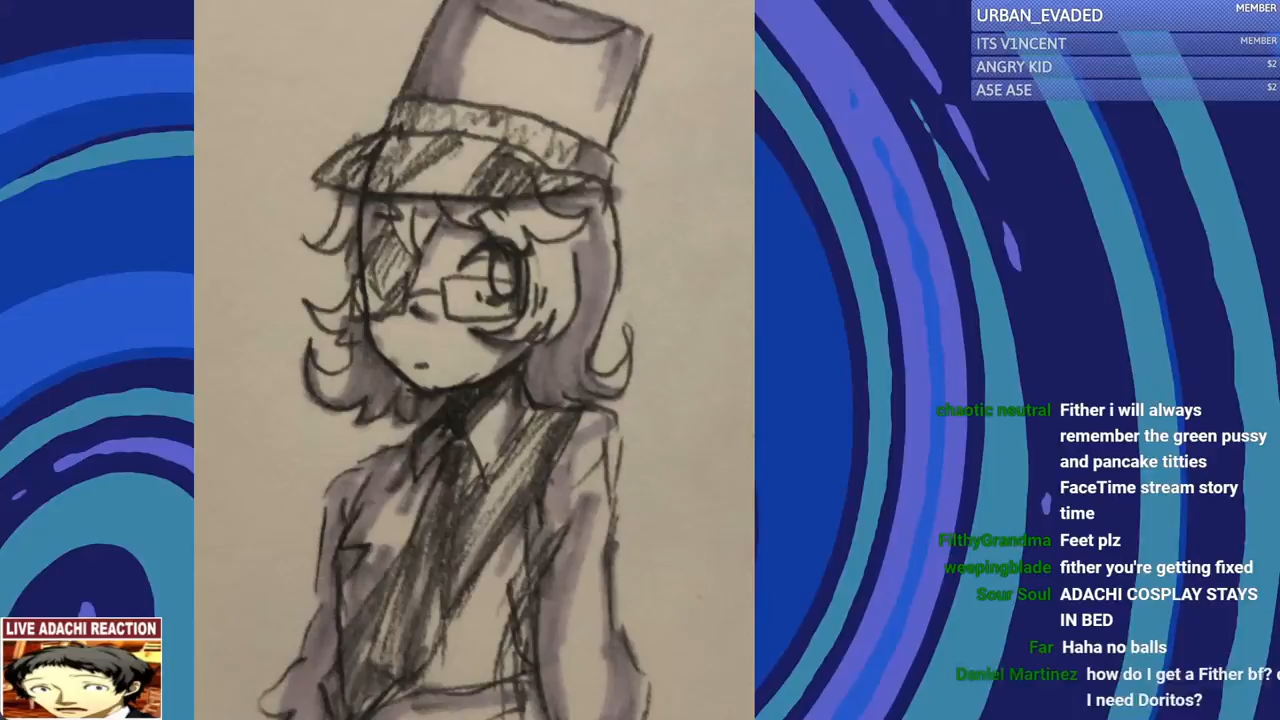 URBAN_EVADED MEMBER
ITS V1NCENT MEMBER
ANGRY KID $2
A5E A5E $2
chaotic neutral Fither i will always
remember the green pussy
and pancake titties
FaceTime stream story
time
FilthyGrandma Feet plz
weepingblade fither you're getting fixed
Sour Soul ADACHI COSPLAY STAYS
IN BED
Far Haha no balls
Daniel Martinez how do I get a Fither bf?
I need Doritos?
LIVE ADACHI REACTION